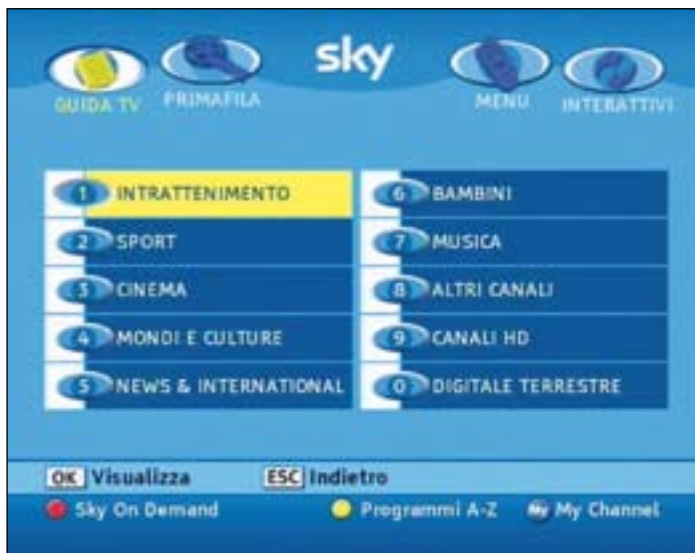 sky
GUIDA TV
PRIMAFILA
MENU
INTERATTIVI
1 INTRATTENIMENTO
2 SPORT
3 CINEMA
4 MONDI E CULTURE
5 NEWS & INTERNATIONAL
6 BAMBINI
7 MUSICA
8 ALTRI CANALI
9 CANALI HD
0 DIGITALE TERRESTRE
OK Visualizza
ESC Indietro
Sky On Demand
Programmi A-Z
My My Channel